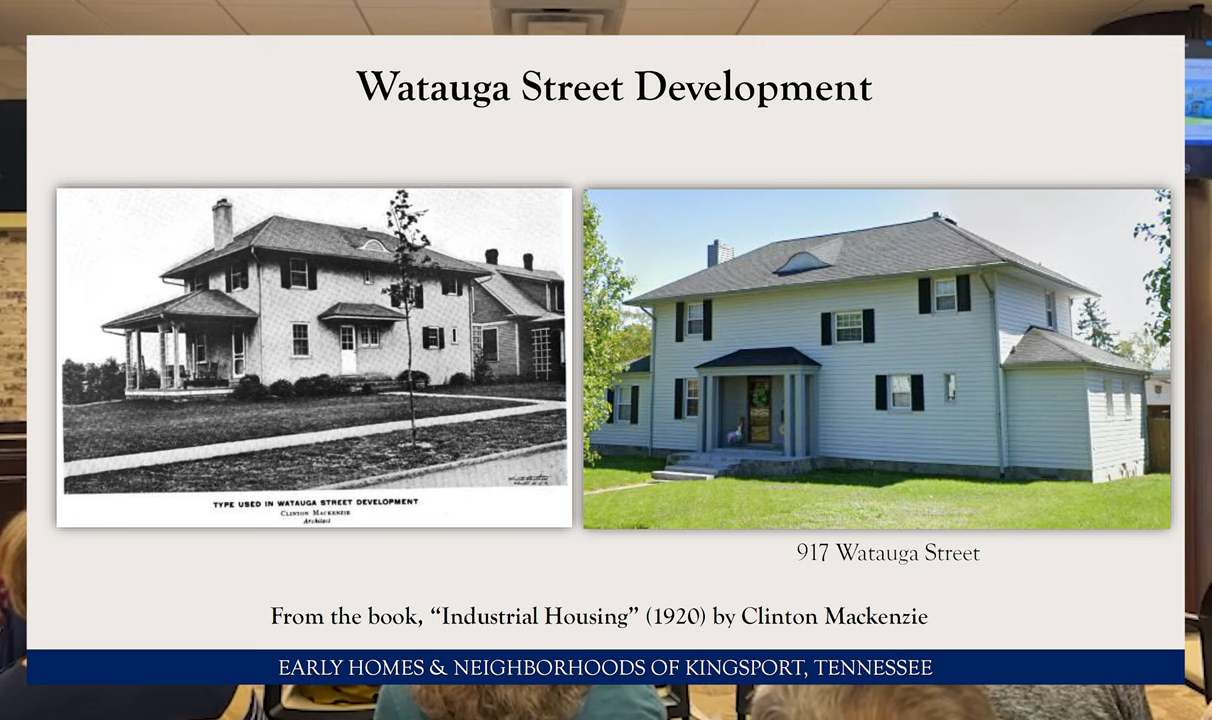 Watauga Street Development
TYPE USED IN WATAUGA STREET DEVELOPMENT
CLINTON MACKENZIE
Architect
917 Watauga Street
From the book, “Industrial Housing” (1920) by Clinton Mackenzie
EARLY HOMES & NEIGHBORHOODS OF KINGSPORT, TENNESSEE